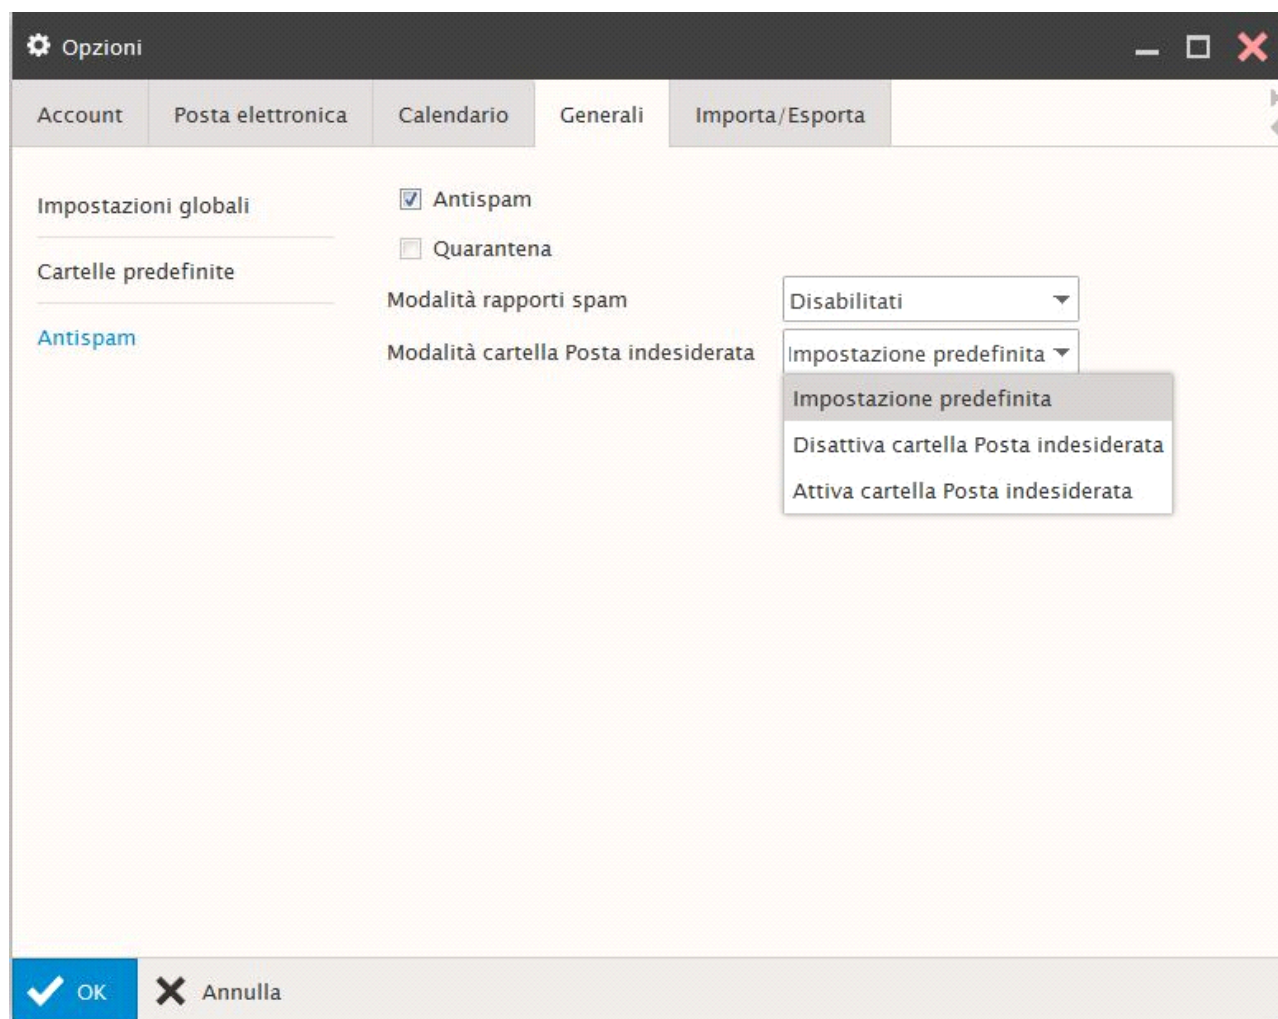 Opzioni
Account Posta elettronica Calendario Generali Importa/Esporta
Impostazioni globali
Cartelle predefinite
Antispam
Antispam
Quarantena
Modalità rapporti spam Disabilitati
Modalità cartella Posta indesiderata Impostazione predefinita
Impostazione predefinita
Disattiva cartella Posta indesiderata
Attiva cartella Posta indesiderata
OK Annulla